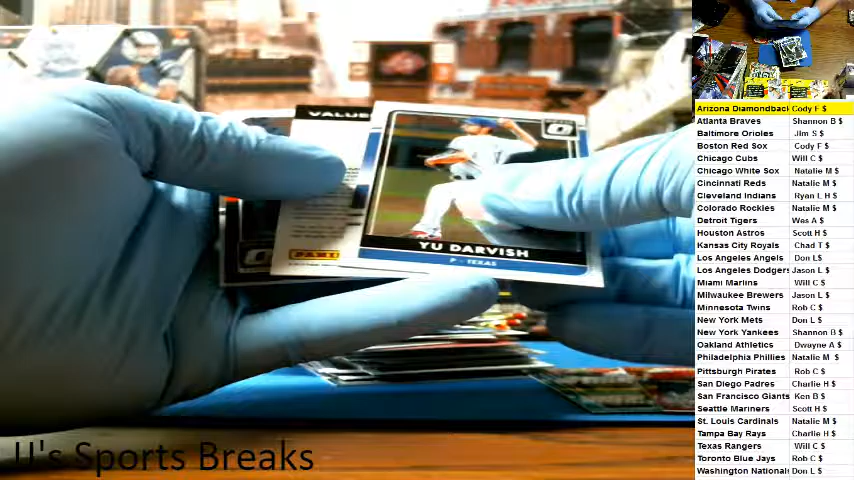 VALUE
YU DARVISH
P - TEXAS
PANI
JJ's Sports Breaks
Arizona Diamondback Cody F $
Atlanta Braves Shannon B $
Baltimore Orioles Jim S $
Boston Red Sox Cody F $
Chicago Cubs Will C $
Chicago White Sox Natalie M $
Cincinnati Reds Natalie M $
Cleveland Indians Ryan L H $
Colorado Rockies Natalie M $
Detroit Tigers Wes A $
Houston Astros Scott H $
Kansas City Royals Chad T $
Los Angeles Angels Don L$
Los Angeles Dodgers Jason L $
Miami Marlins Will C $
Milwaukee Brewers Jason L $
Minnesota Twins Rob C $
New York Mets Don L $
New York Yankees Shannon B $
Oakland Athletics Dwayne A $
Philadelphia Phillies Natalie M $
Pittsburgh Pirates Rob C $
San Diego Padres Charlie H $
San Francisco Giants Ken B $
Seattle Mariners Scott H $
St. Louis Cardinals Natalie M $
Tampa Bay Rays Charlie H $
Texas Rangers Will C $
Toronto Blue Jays Rob C $
Washington National Don L $